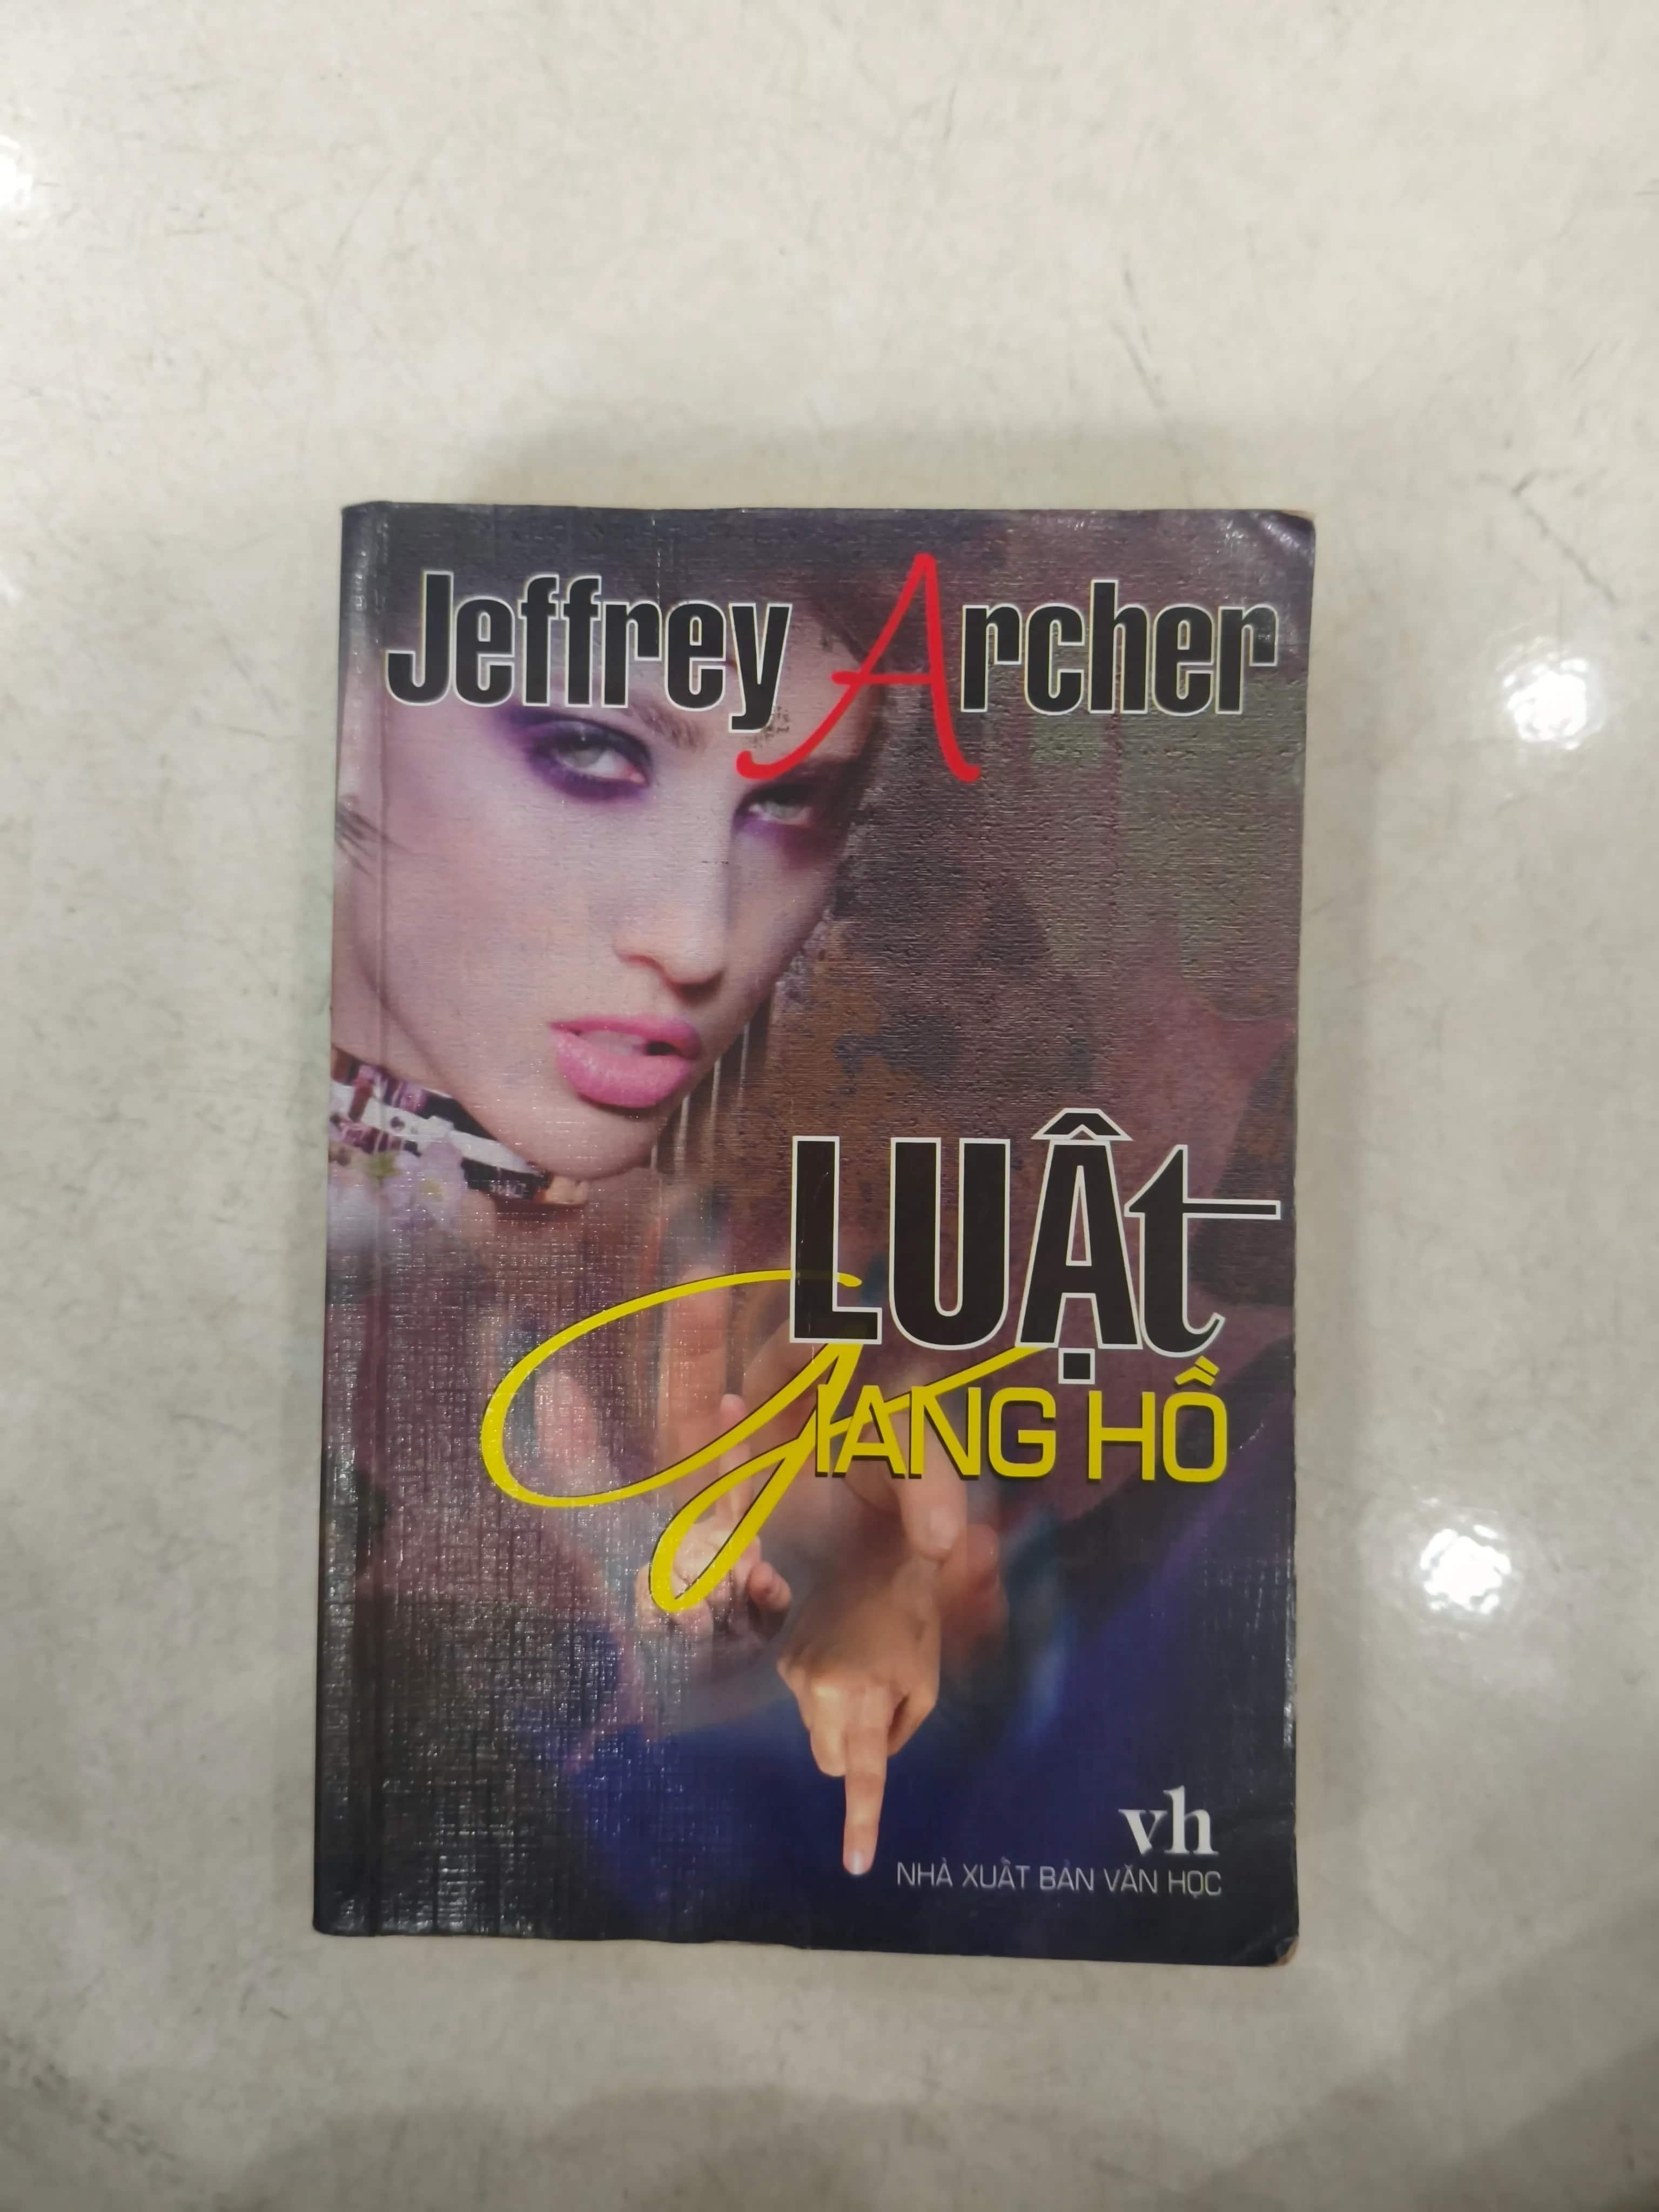 Jeffrey Archer
LUẬt
GIANG HỒ
vh
NHÀ XUẤT BẢN VĂN HỌC